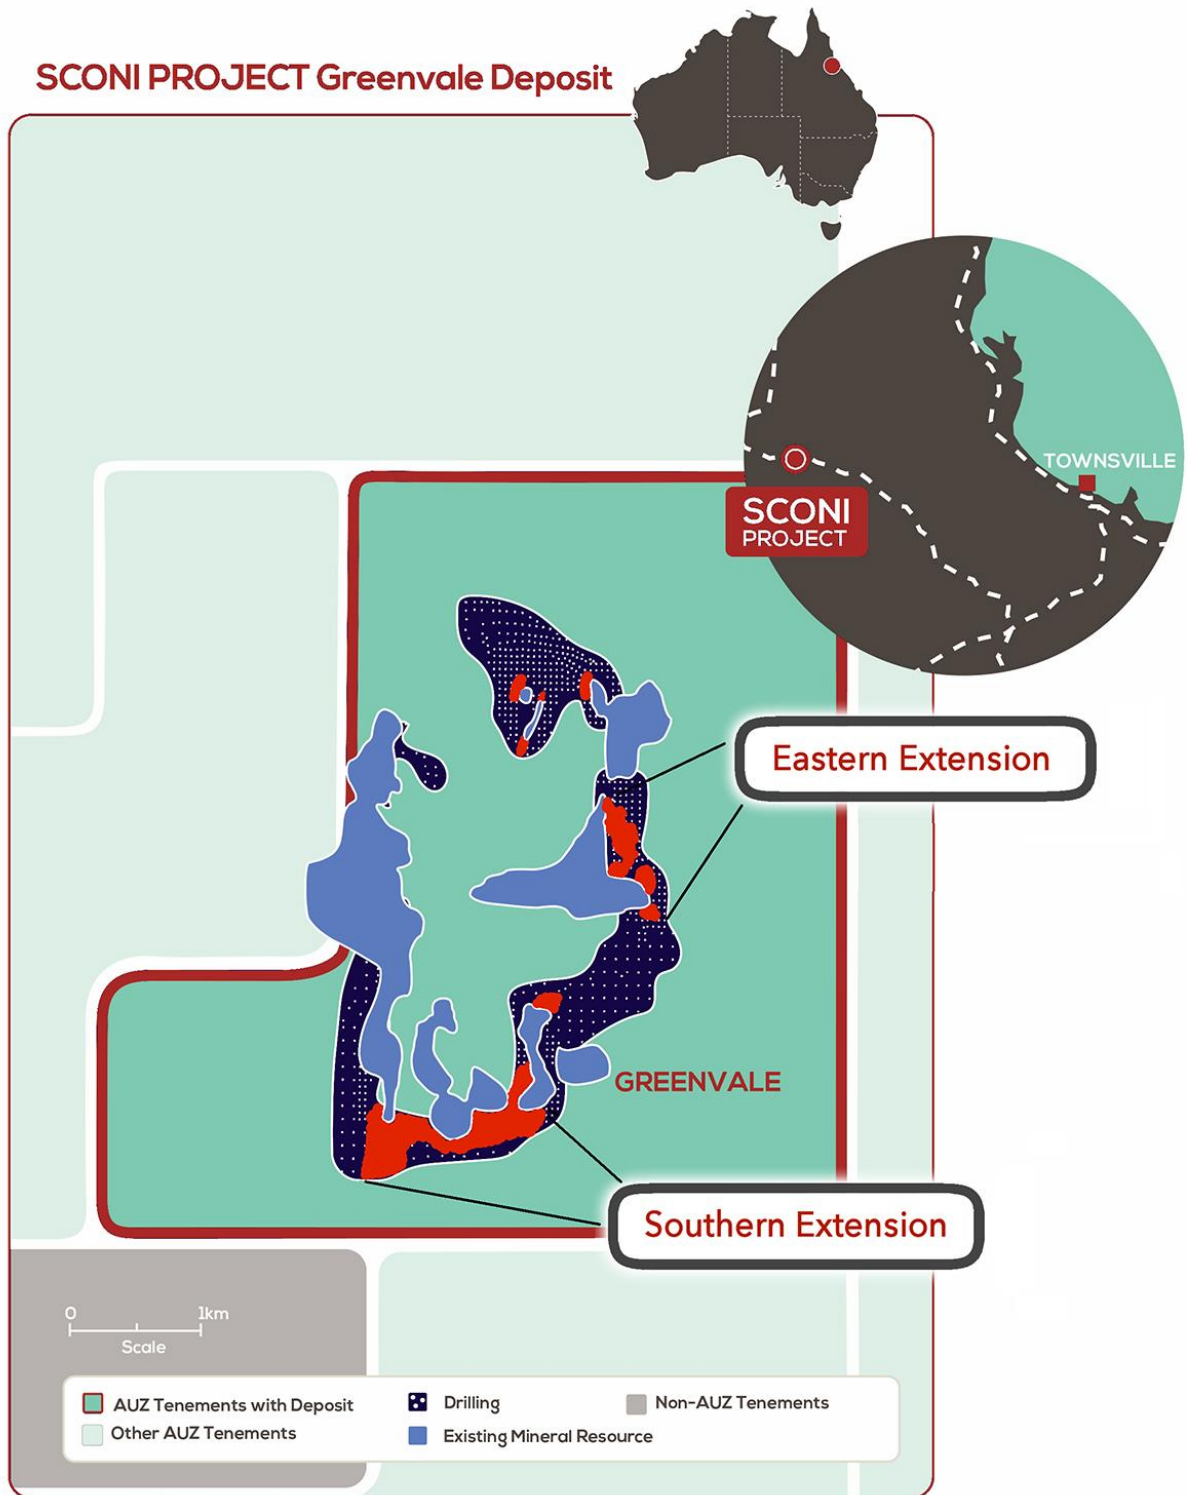 SCONI PROJECT Greenvale Deposit
TOWNSVILLE
SCONI
PROJECT
Eastern Extension
GREENVALE
Southern Extension
0 1km
Scale
AUZ Tenements with Deposit
Drilling
Non-AUZ Tenements
Other AUZ Tenements
Existing Mineral Resource